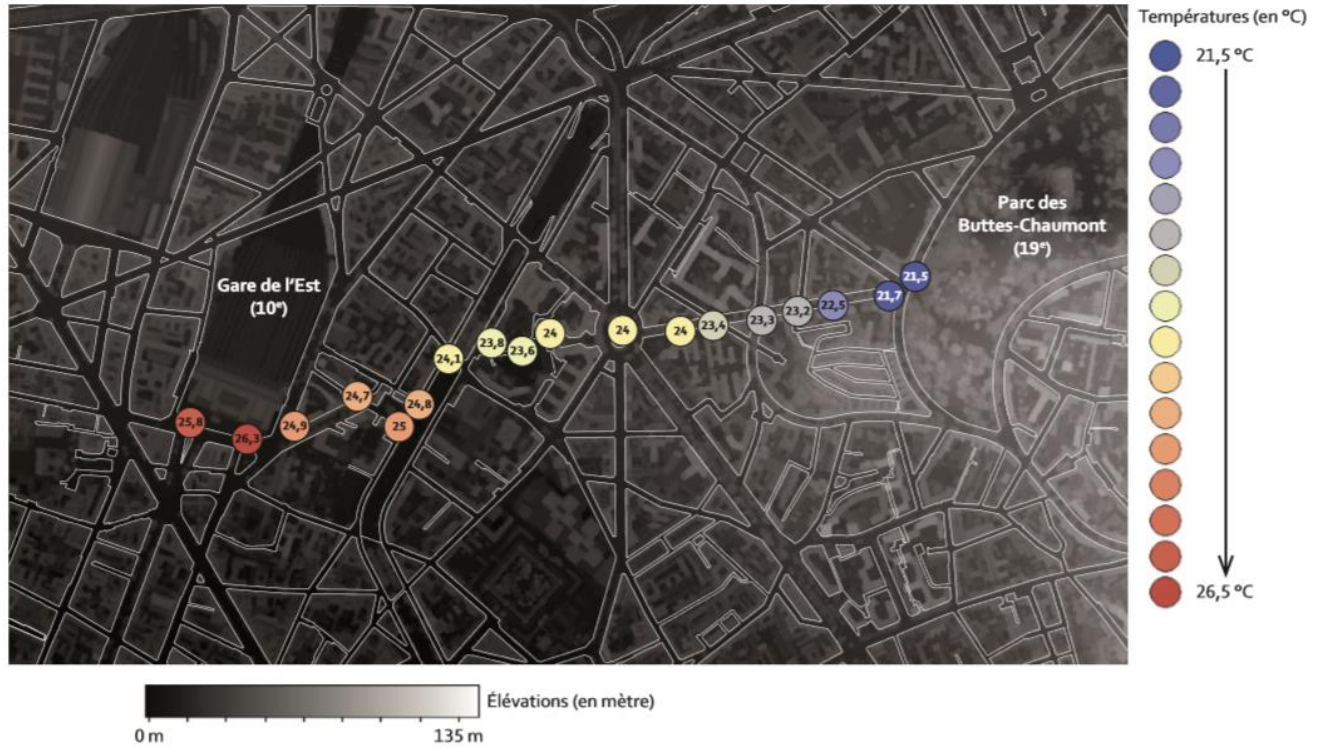 Températures (en °C)
21,5 °C
26,5 °C
Parc des
Buttes-Chaumont
(19e)
Gare de l'Est
(10e)
21,5
21,7
22,5
23,2
23,3
23,4
24
24
24
23,6
23,8
24,1
24,8
25
24,7
24,9
26,3
25,8
Élévations (en mètre)
0 m
135 m